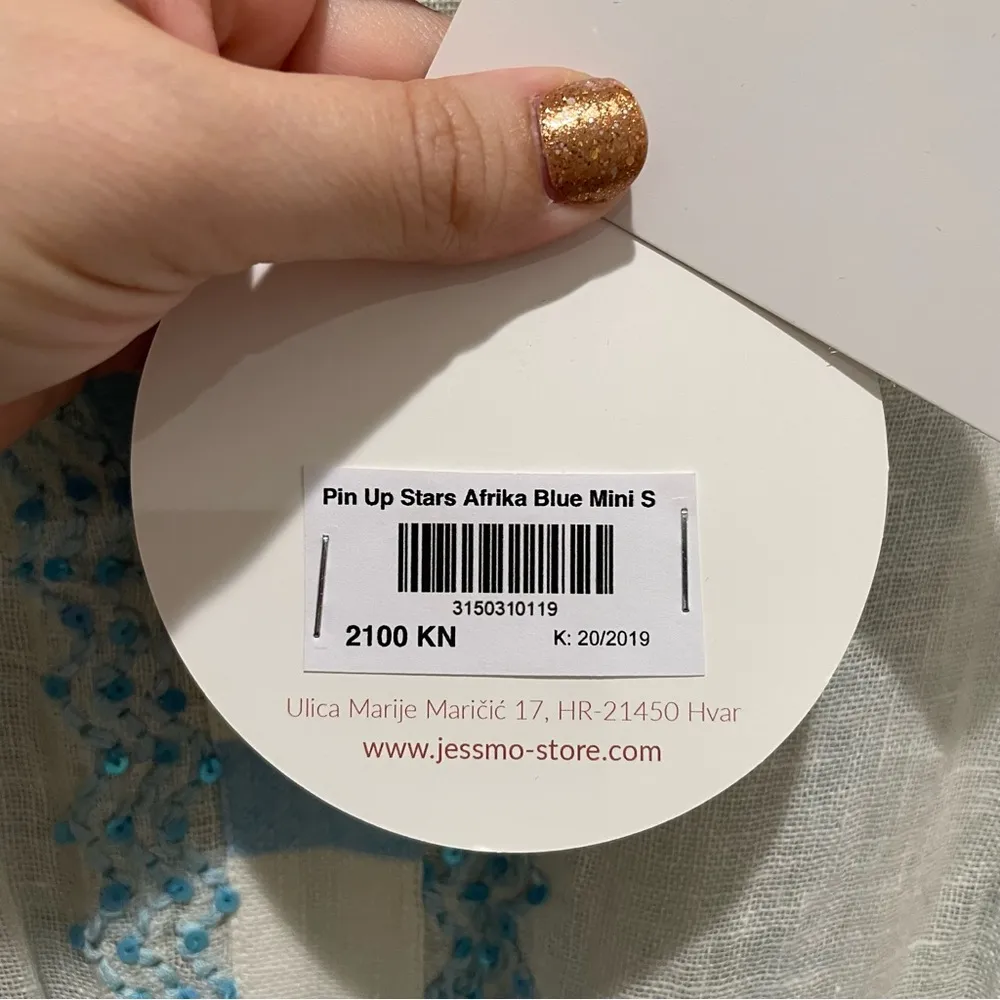 Pin Up Stars Afrika Blue Mini S
3150310119
2100 KN K: 20/2019
Ulica Marije Maričić 17, HR-21450 Hvar
www.jessmo-store.com